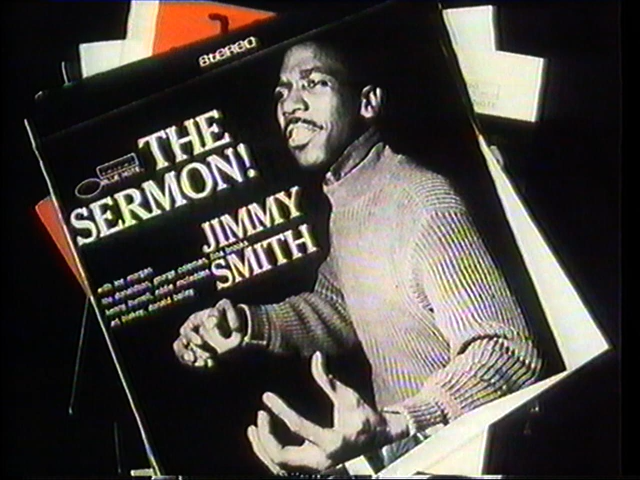 stereo
THE
SERMON!
BLUE NOTE
JIMMY
SMITH
with lee morgan
lou donaldson, george coleman, tina brooks
kenny burrell, eddie mcfadden
art blakey, donald bailey